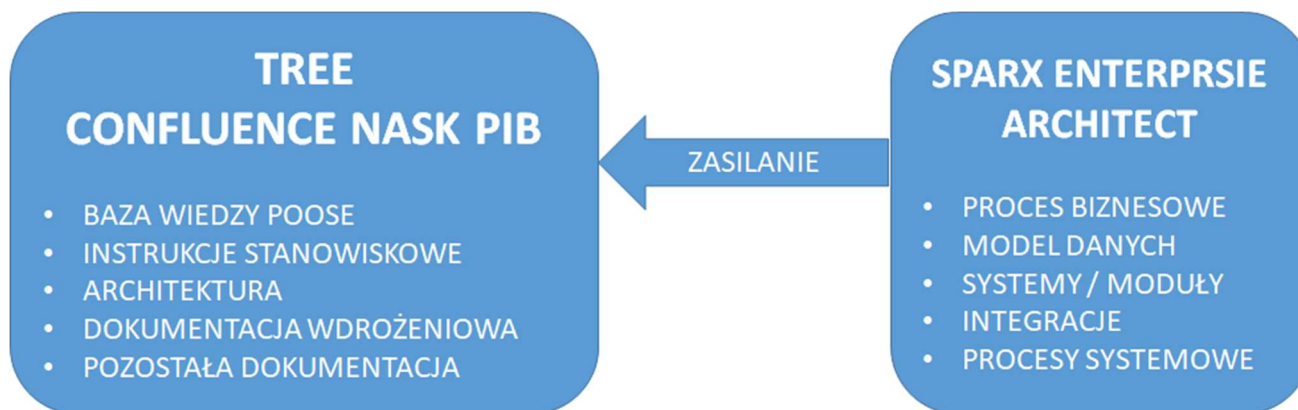 TREE
CONFLUENCE NASK PIB
• BAZA WIEDZY POOSE
• INSTRUKCJE STANOWISKOWE
• ARCHITEKTURA
• DOKUMENTACJA WDROŻENIOWA
• POZOSTAŁA DOKUMENTACJA
ZASILANIE
SPARX ENTERPRSIE
ARCHITECT
• PROCES BIZNESOWE
• MODEL DANYCH
• SYSTEMY / MODUŁY
• INTEGRACJE
• PROCESY SYSTEMOWE